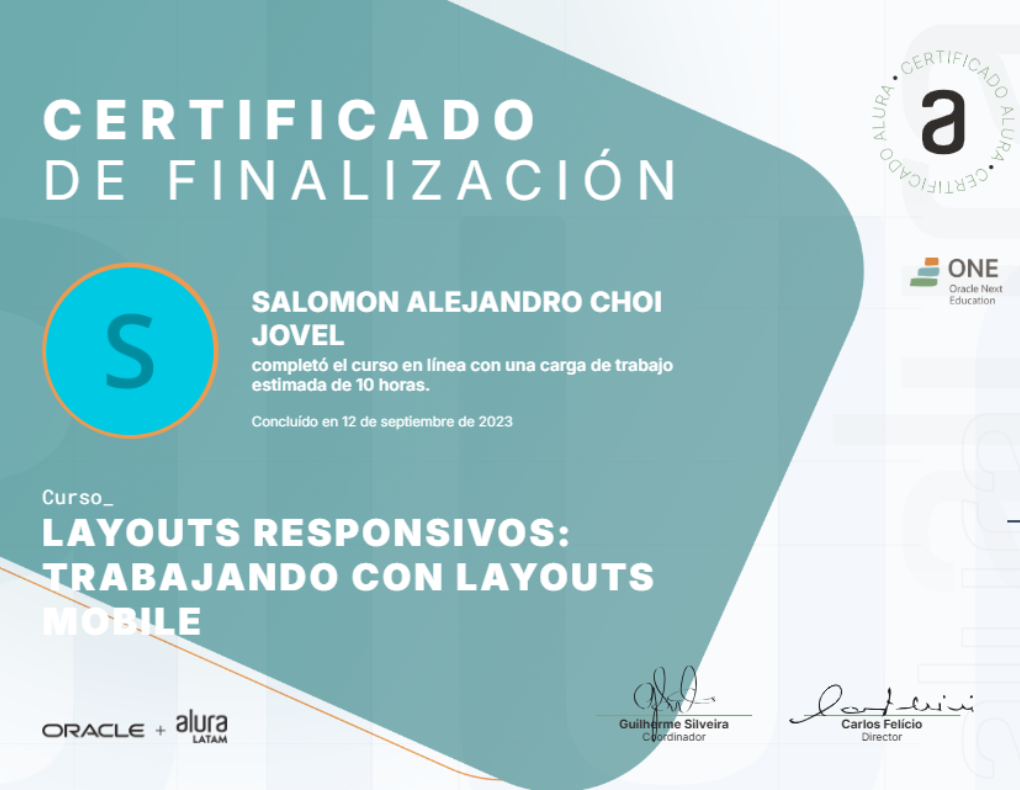 CERTIFICADO
DE FINALIZACIÓN
CERTIFICADO ALURA • CERTIFICADO ALURA •
a
ONE
Oracle Next
Education
S
SALOMON ALEJANDRO CHOI
JOVEL
completó el curso en línea con una carga de trabajo
estimada de 10 horas.
Concluído en 12 de septiembre de 2023
Curso_
LAYOUTS RESPONSIVOS:
TRABAJANDO CON LAYOUTS
MOBILE
ORACLE + alura
LATAM
Guilherme Silveira
Coordinador
Carlos Felício
Director